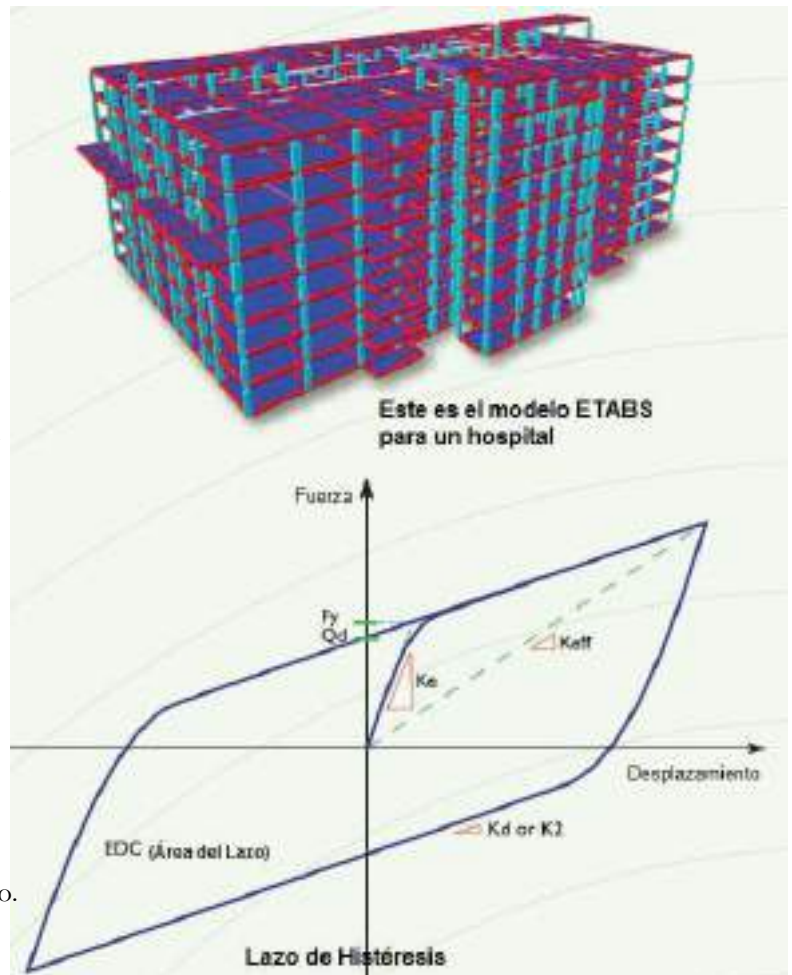 Este es el modelo ETABS
para un hospital
Fuerza
Fy
Qd
Ke
Keff
Desplazamiento
Kd or K2
EDC (Área del Lazo)
o.
Lazo de Histéresis